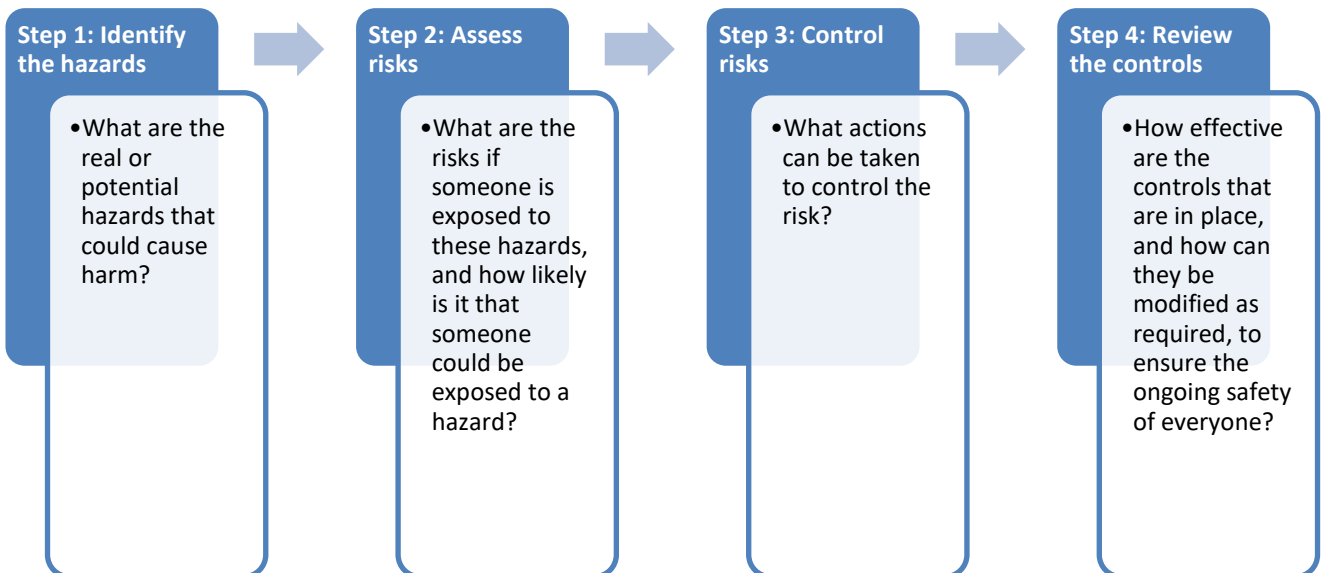 Step 1: Identify
the hazards
•What are the
real or
potential
hazards that
could cause
harm?
Step 2: Assess
risks
•What are the
risks if
someone is
exposed to
these hazards,
and how likely
is it that
someone
could be
exposed to a
hazard?
Step 3: Control
risks
•What actions
can be taken
to control the
risk?
Step 4: Review
the controls
•How effective
are the
controls that
are in place,
and how can
they be
modified as
required, to
ensure the
ongoing safety
of everyone?